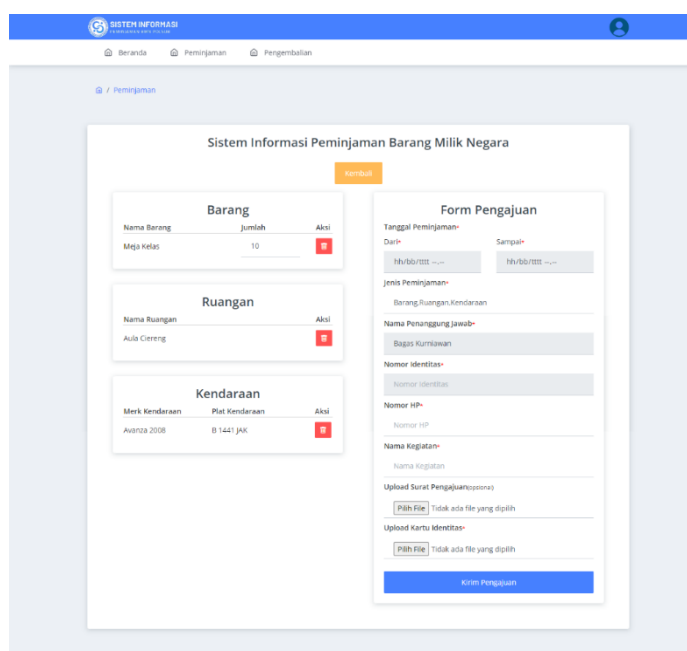 SISTEM INFORMASI
Beranda Peminjaman Pengembalian
/ Peminjaman
Sistem Informasi Peminjaman Barang Milik Negara
Kembali
Barang
Nama Barang Jumlah Aksi
Meja Kelas 10
Ruangan
Nama Ruangan Aksi
Aula Ciereng
Kendaraan
Merk Kendaraan Plat Kendaraan Aksi
Avanza 2008 B 1441 JAK
Form Pengajuan
Tanggal Peminjaman*
Dari* Sampai*
hh/bb/tttt --.-- hh/bb/tttt --.--
Jenis Peminjaman*
Barang,Ruangan,Kendaraan
Nama Penanggung Jawab*
Bagas Kurniawan
Nomor Identitas*
Nomor Identitas
Nomor HP*
Nomor HP
Nama Kegiatan*
Nama Kegiatan
Upload Surat Pengajuan(opsional)
Pilih File Tidak ada file yang dipilih
Upload Kartu Identitas*
Pilih File Tidak ada file yang dipilih
Kirim Pengajuan